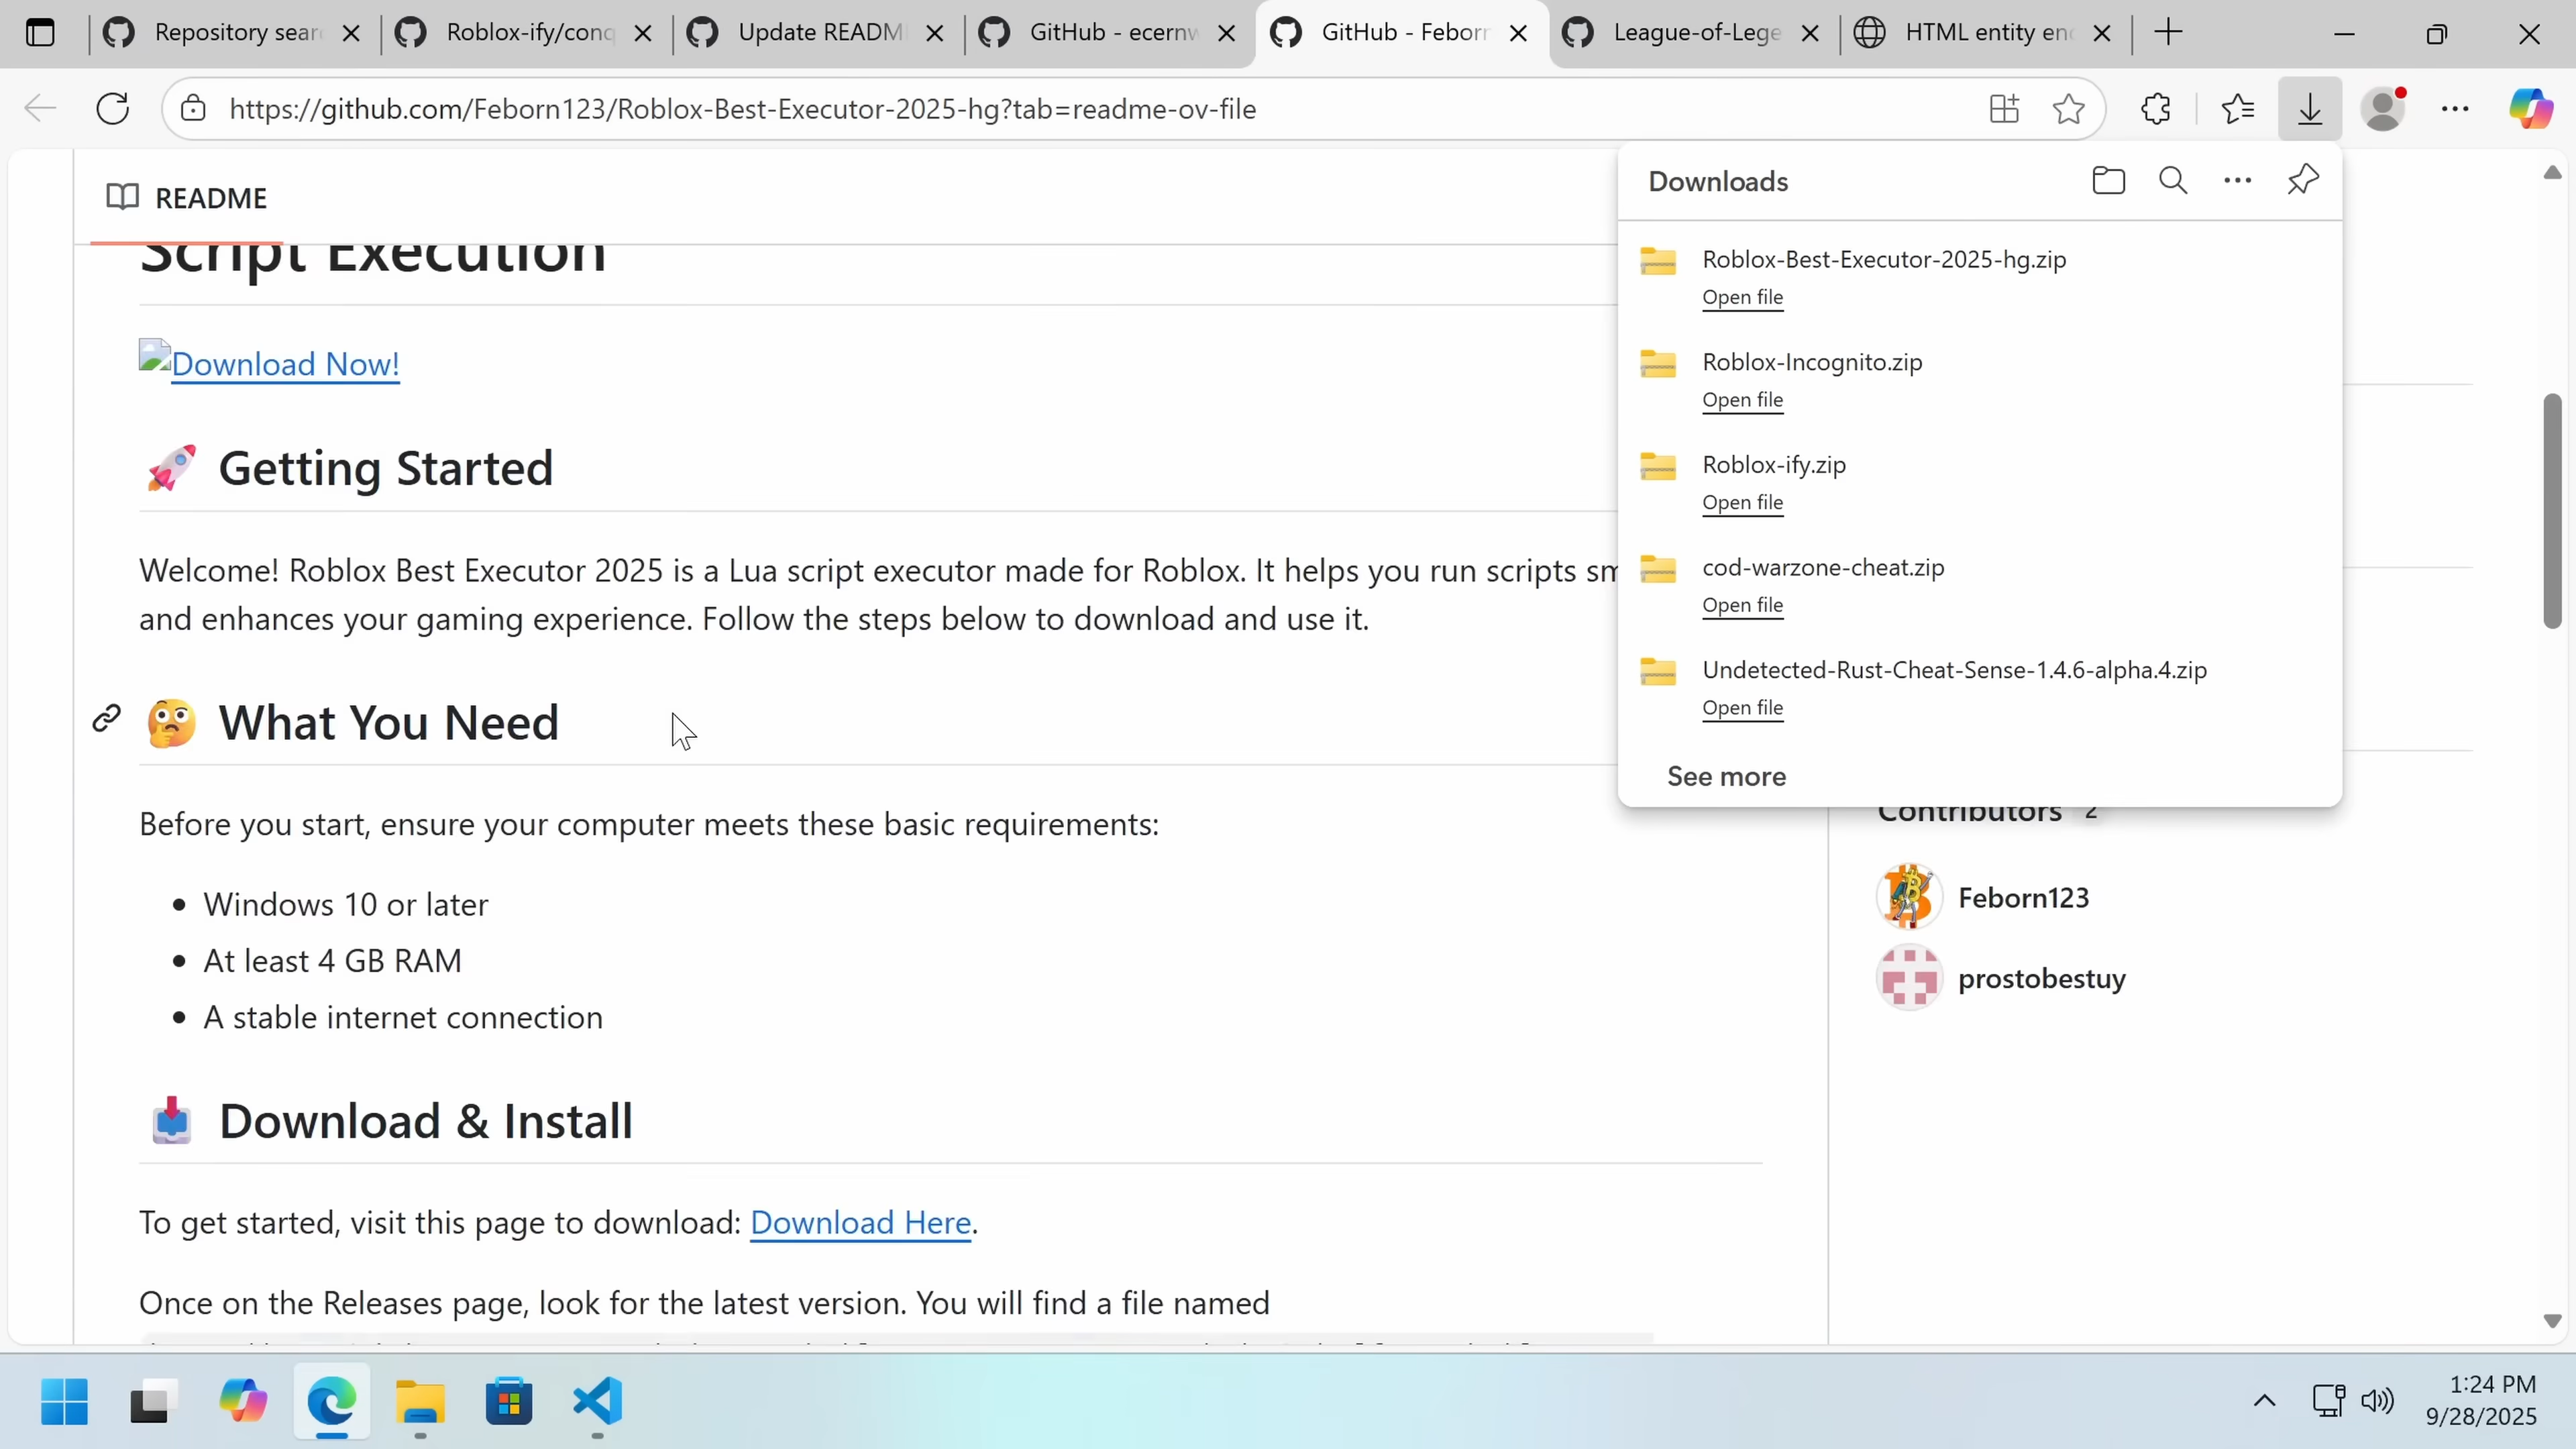 Repository sear
Roblox-ify/conq
Update README
GitHub - ecernw
GitHub - Feborn
League-of-Lege
HTML entity enc
https://github.com/Feborn123/Roblox-Best-Executor-2025-hg?tab=readme-ov-file
README
Script Execution
Download Now!
Getting Started
Welcome! Roblox Best Executor 2025 is a Lua script executor made for Roblox. It helps you run scripts sm
and enhances your gaming experience. Follow the steps below to download and use it.
What You Need
Before you start, ensure your computer meets these basic requirements:
Windows 10 or later
At least 4 GB RAM
A stable internet connection
Download & Install
To get started, visit this page to download: Download Here.
Once on the Releases page, look for the latest version. You will find a file named
Downloads
Roblox-Best-Executor-2025-hg.zip
Open file
Roblox-Incognito.zip
Open file
Roblox-ify.zip
Open file
cod-warzone-cheat.zip
Open file
Undetected-Rust-Cheat-Sense-1.4.6-alpha.4.zip
Open file
See more
Contributors 2
Feborn123
prostobestuy
1:24 PM
9/28/2025